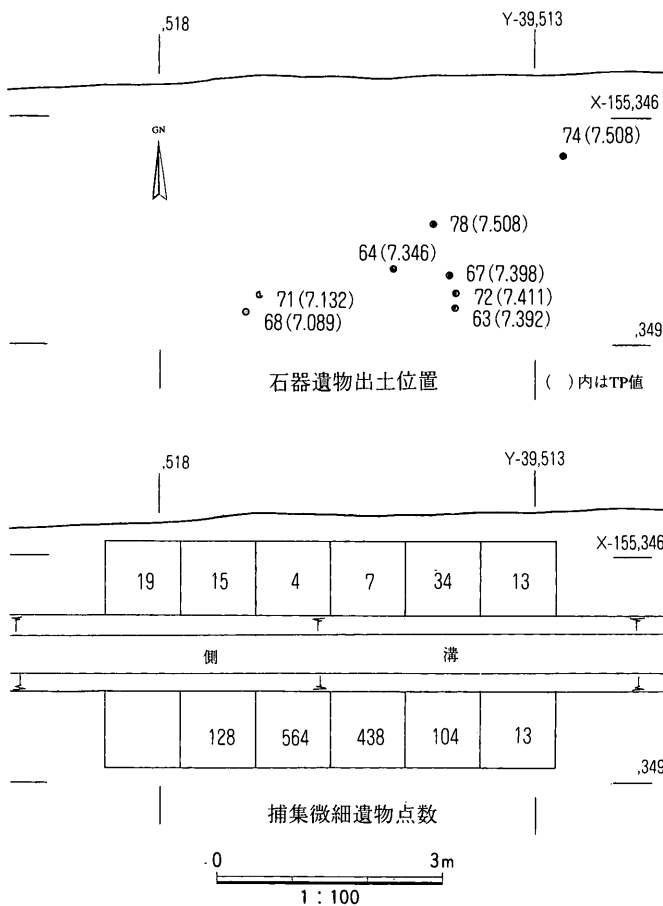 ,518
Y-39,513
X-155,346
GN
74(7.508)
78(7.508)
64(7.346)
67(7.398)
71(7.132)
72(7.411)
68(7.089)
63(7.392)
,349
石器遺物出土位置
( )内はTP値
,518
Y-39,513
X-155,346
19 15 4 7 34 13
側 溝
128 564 438 104 13
,349
捕集微細遺物点数
0 3m
1:100